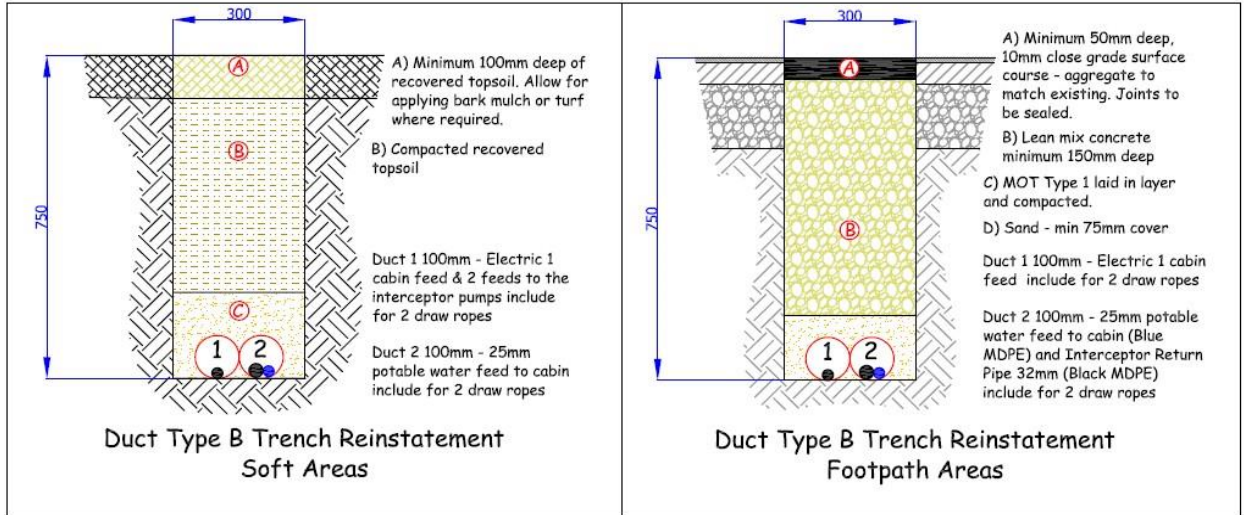 300
750
A
B
C
1
2
A) Minimum 100mm deep of
recovered topsoil. Allow for
applying bark mulch or turf
where required.
B) Compacted recovered
topsoil
Duct 1 100mm - Electric 1
cabin feed & 2 feeds to the
interceptor pumps include
for 2 draw ropes
Duct 2 100mm - 25mm
potable water feed to cabin
include for 2 draw ropes
Duct Type B Trench Reinstatement
Soft Areas
300
750
A
B
1
2
A) Minimum 50mm deep,
10mm close grade surface
course - aggregate to
match existing. Joints to
be sealed.
B) Lean mix concrete
minimum 150mm deep
C) MOT Type 1 laid in layer
and compacted.
D) Sand - min 75mm cover
Duct 1 100mm - Electric 1 cabin
feed include for 2 draw ropes
Duct 2 100mm - 25mm potable
water feed to cabin (Blue
MDPE) and Interceptor Return
Pipe 32mm (Black MDPE)
include for 2 draw ropes
Duct Type B Trench Reinstatement
Footpath Areas